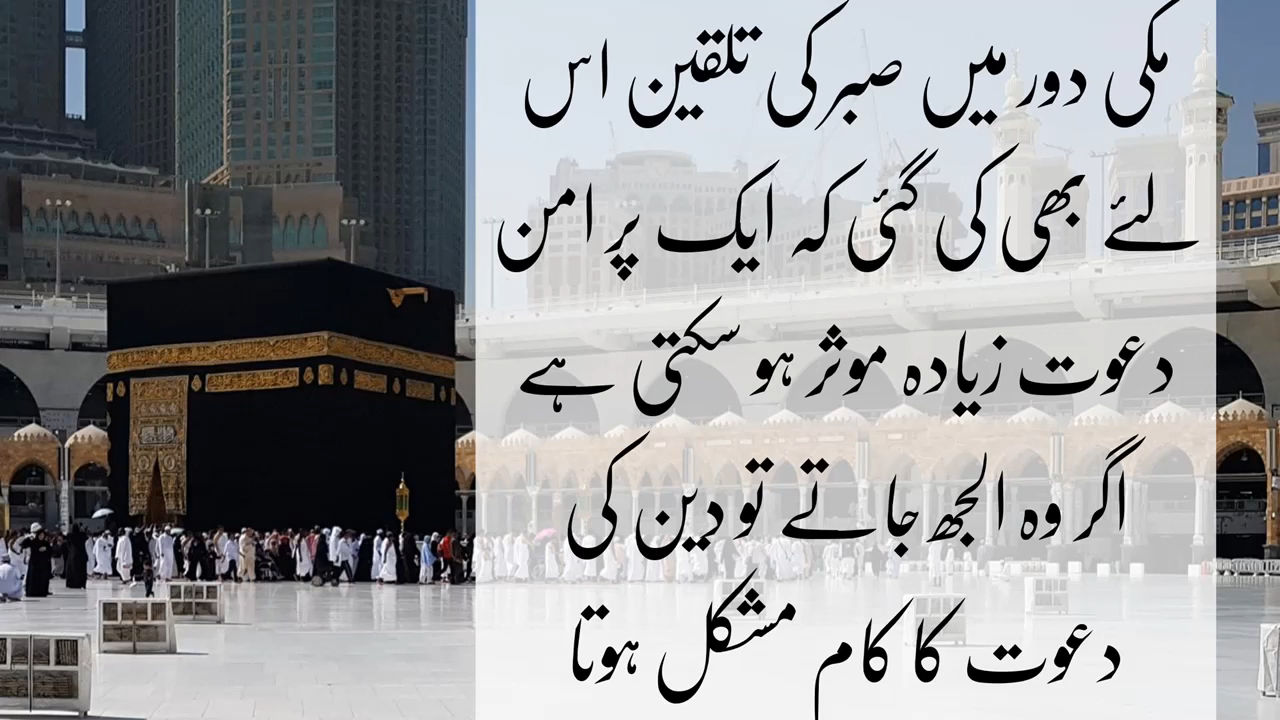 مکی دور میں صبر کی تلقین اس
لئے بھی کی گئی کہ ایک پر امن
دعوت زیادہ موثر ہو سکتی ہے
اگر وہ الجھ جاتے تو دین کی
دعوت کا کام مشکل ہوتا